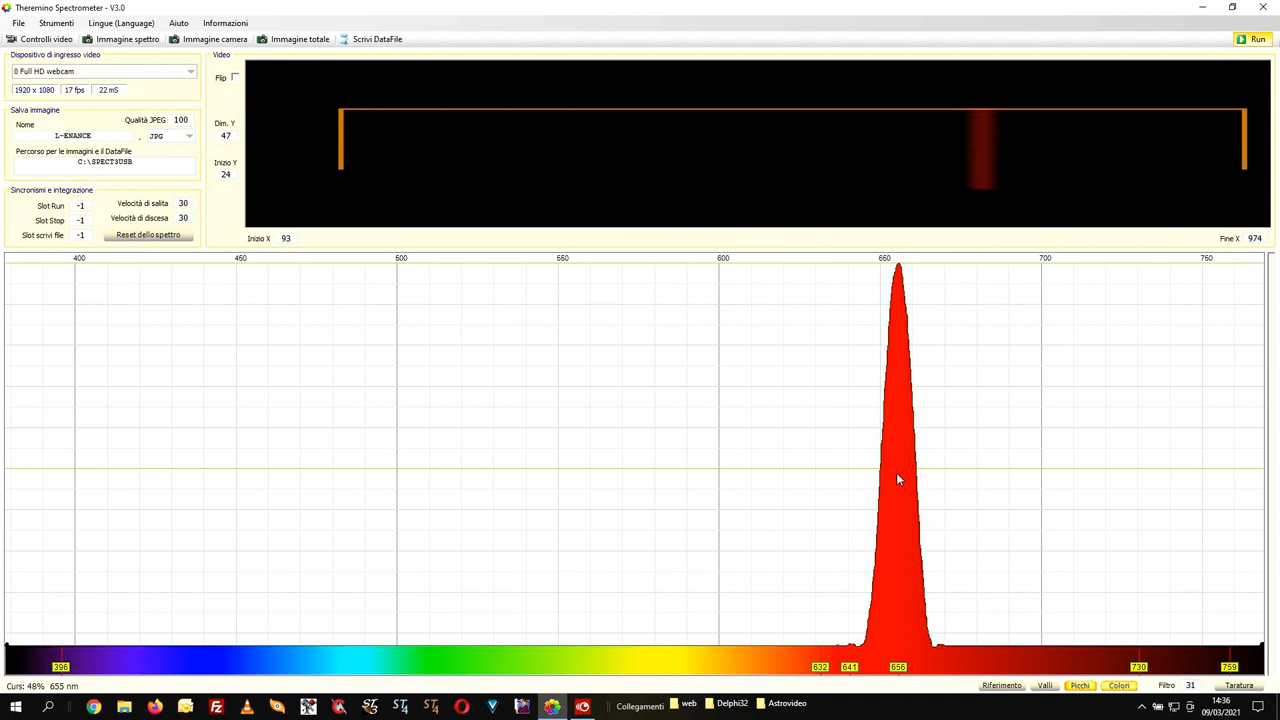 Theremino Spectrometer - V3.0
File Strumenti Lingue (Language) Aiuto Informazioni
Controlli video Immagine spettro Immagine camera Immagine totale Scrivi DataFile Run
Dispositivo di ingresso video
0 Full HD webcam
1920 x 1080 17 fps 22 mS
Salva immagine
Nome Qualità JPEG 100
L-ENANCE . JPG
Percorso per le immagini e il DataFile
C:\SPECT3USB
Sincronismi e integrazione
Slot Run -1 Velocità di salita 30
Slot Stop -1 Velocità di discesa 30
Slot scrivi file -1 Reset dello spettro
Video
Flip
Dim. Y
47
Inizio Y
24
Inizio X 93 Fine X 974
400 450 500 550 600 650 700 750
396 632 641 656 730 759
Curs: 48% 655 nm Riferimento Valli Picchi Colori Filtro 31 Taratura
Collegamenti web Delphi32 Astrovideo
14:36
09/03/2021